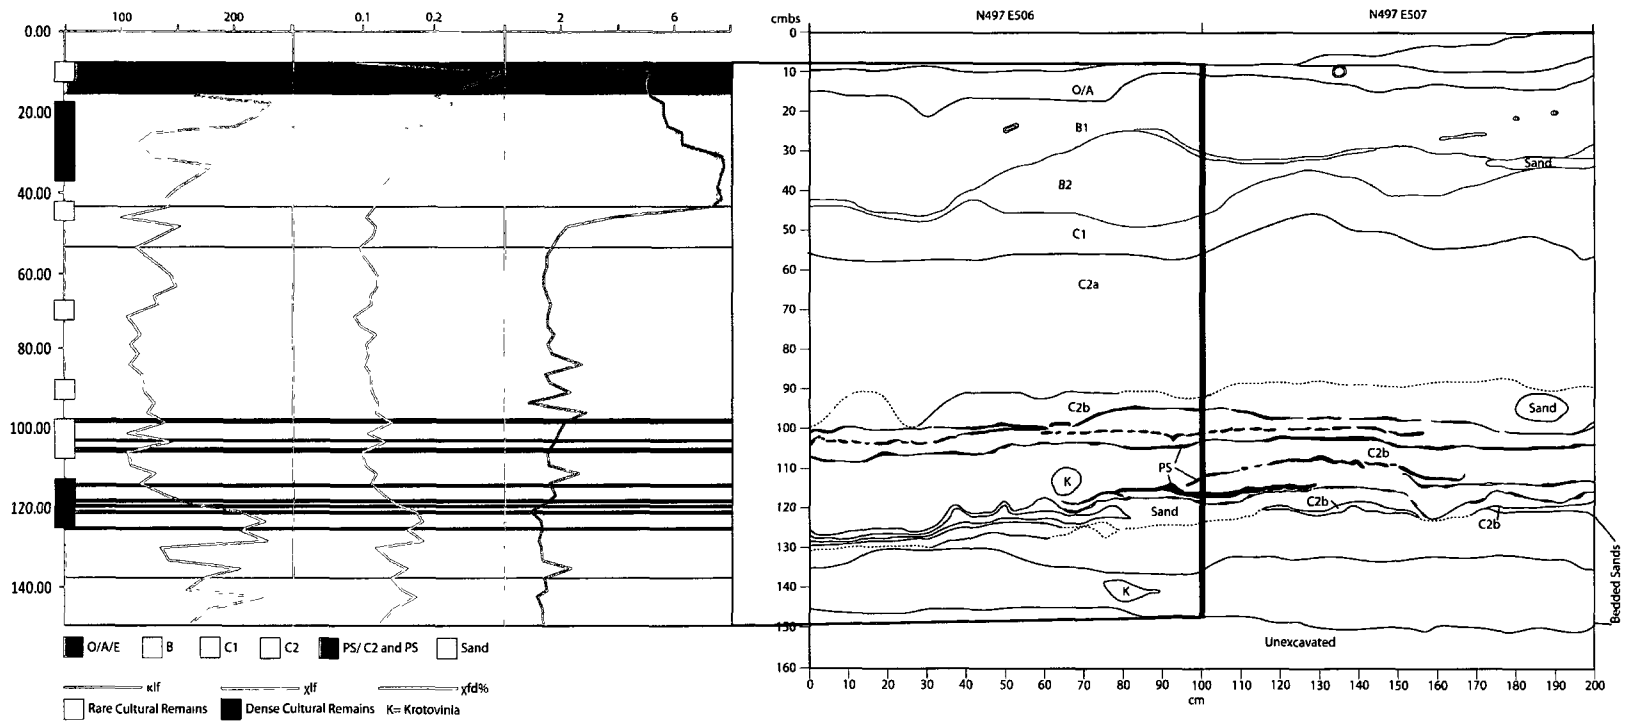 100 200 0.1 0.2 2 6
0.00
20.00
40.00
60.00
80.00
100.00
120.00
140.00
O/A/E B C1 C2 PS/ C2 and PS Sand
κlf χlf χfd%
Rare Cultural Remains Dense Cultural Remains K= Krotovinia
cmbs N497 E506 N497 E507
0
10
20
30
40
50
60
70
80
90
100
110
120
130
140
150
160
O/A
B1
Sand
B2
C1
C2a
C2b Sand
C2b
PS
K
Sand C2b
C2b
K
Bedded Sands
Unexcavated
0 10 20 30 40 50 60 70 80 90 100 110 120 130 140 150 160 170 180 190 200
cm